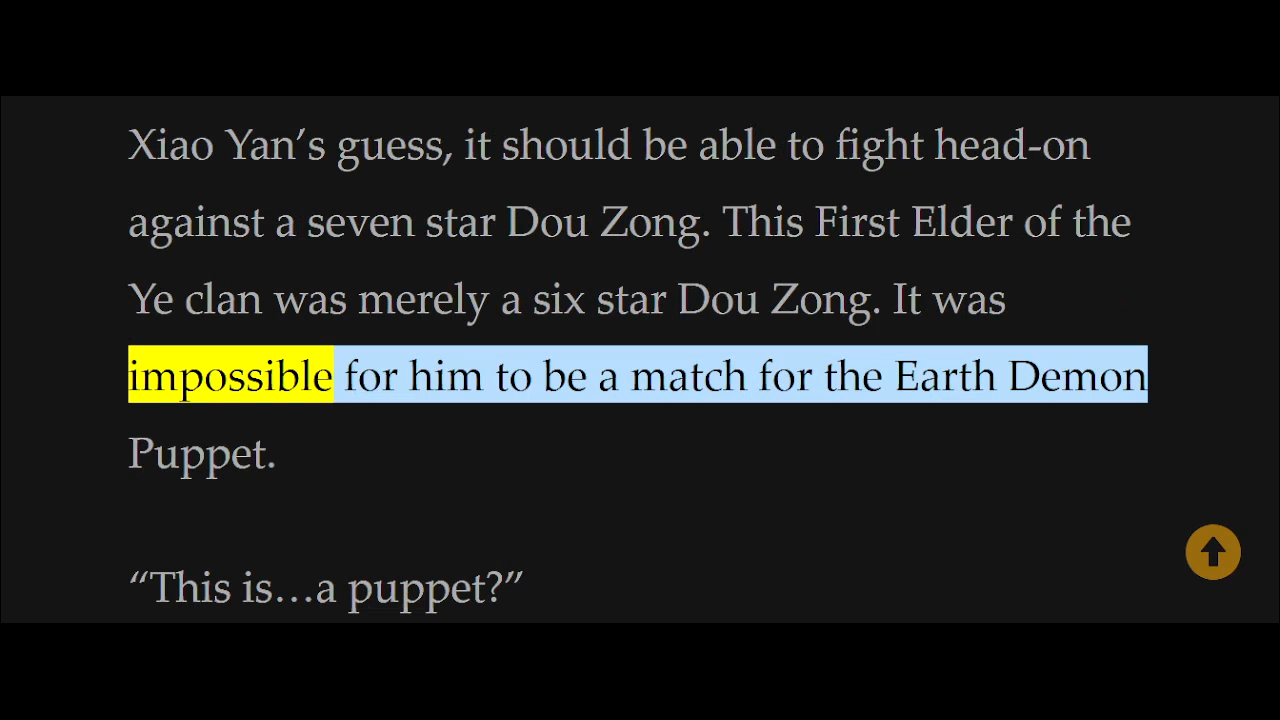 Xiao Yan’s guess, it should be able to fight head-on
against a seven star Dou Zong. This First Elder of the
Ye clan was merely a six star Dou Zong. It was
impossible for him to be a match for the Earth Demon
Puppet.
“This is…a puppet?”